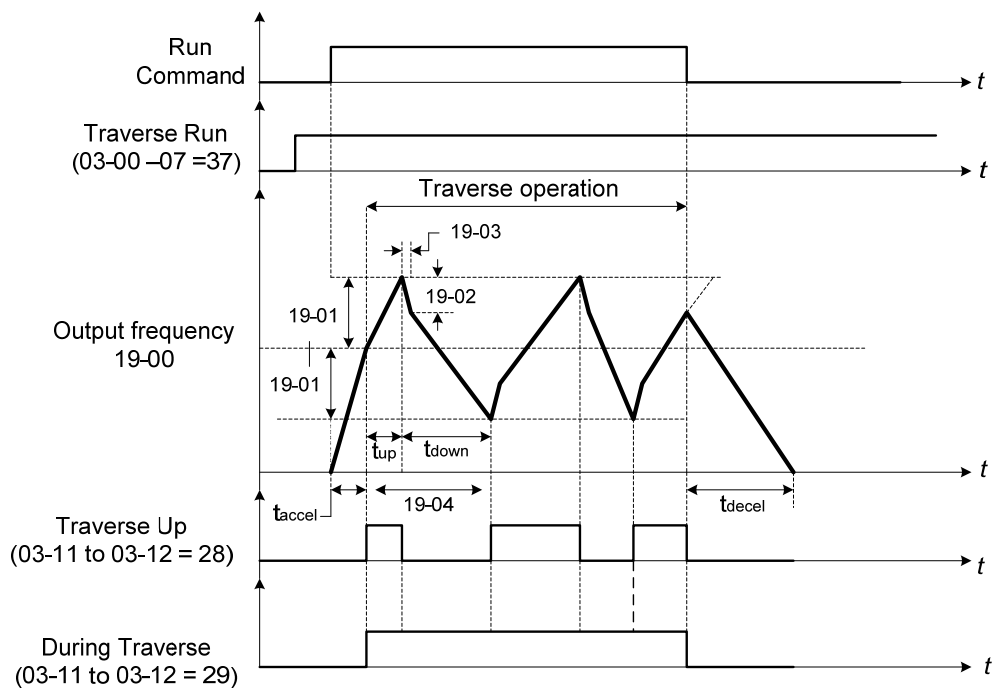 Run
Command
t
Traverse Run
(03-00 –07 =37)
t
Traverse operation
19-03
19-02
19-01
Output frequency
19-00
19-01
tup
tdown
t
taccel
19-04
tdecel
Traverse Up
(03-11 to 03-12 = 28)
t
During Traverse
(03-11 to 03-12 = 29)
t